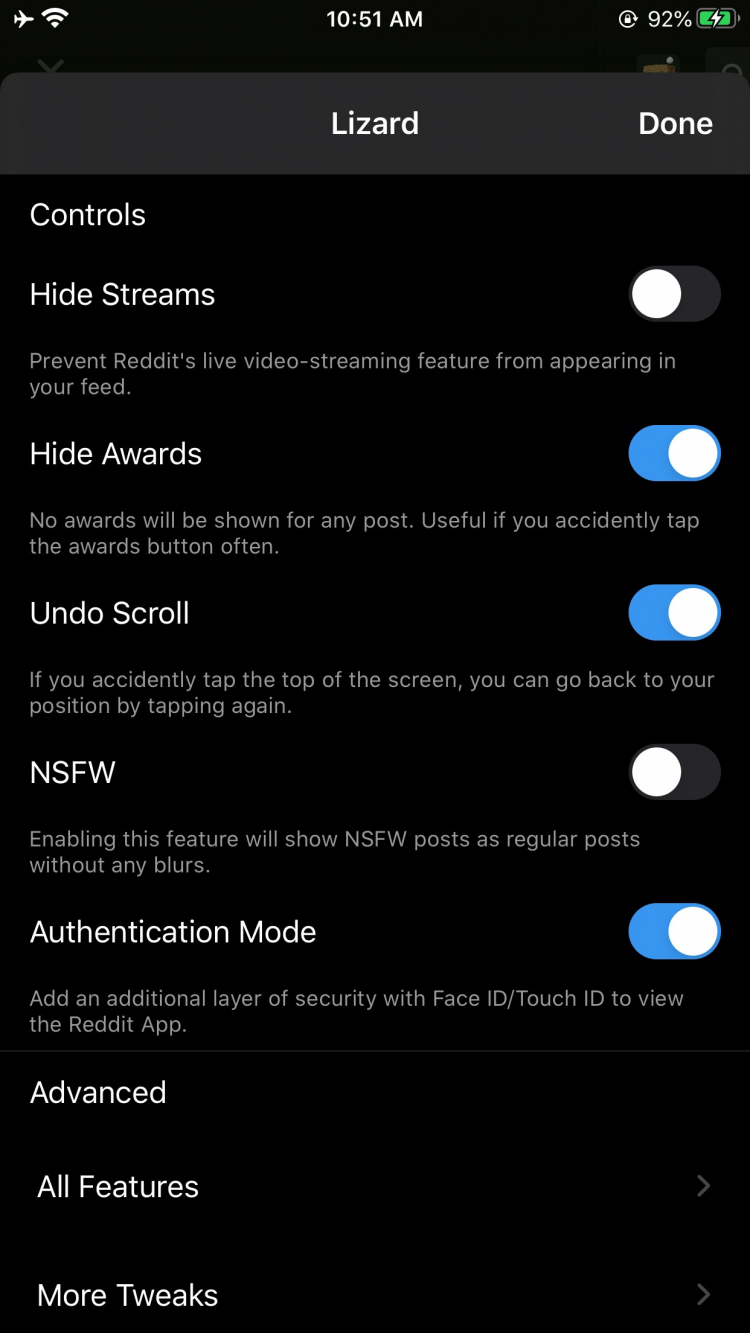 10:51 AM
92%
Lizard
Done
Controls
Hide Streams
Prevent Reddit's live video-streaming feature from appearing in
your feed.
Hide Awards
No awards will be shown for any post. Useful if you accidently tap
the awards button often.
Undo Scroll
If you accidently tap the top of the screen, you can go back to your
position by tapping again.
NSFW
Enabling this feature will show NSFW posts as regular posts
without any blurs.
Authentication Mode
Add an additional layer of security with Face ID/Touch ID to view
the Reddit App.
Advanced
All Features
More Tweaks